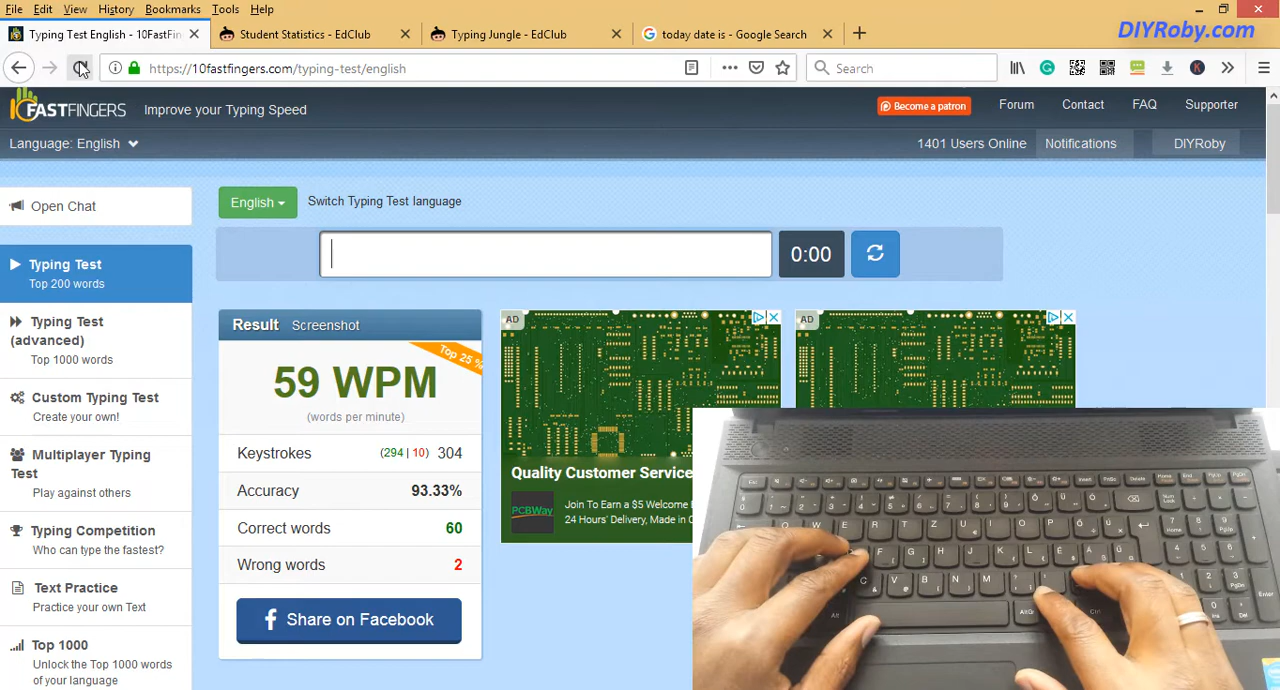 File Edit View History Bookmarks Tools Help
Typing Test English - 10FastFin
Student Statistics - EdClub
Typing Jungle - EdClub
today date is - Google Search
DIYRoby.com
https://10fastfingers.com/typing-test/english
Search
FASTFINGERS
Improve your Typing Speed
Become a patron
Forum
Contact
FAQ
Supporter
Language: English
1401 Users Online
Notifications
DIYRoby
Open Chat
English
Switch Typing Test language
0:00
Typing Test
Top 200 words
Typing Test
(advanced)
Top 1000 words
Custom Typing Test
Create your own!
Multiplayer Typing
Test
Play against others
Typing Competition
Who can type the fastest?
Text Practice
Practice your own Text
Top 1000
Unlock the Top 1000 words
of your language
Result Screenshot
Top 25 %
59 WPM
(words per minute)
Keystrokes (294 | 10) 304
Accuracy 93.33%
Correct words 60
Wrong words 2
Share on Facebook
AD
AD
Quality Customer Service
PCBWay
Join To Earn a $5 Welcome
24 Hours' Delivery, Made in